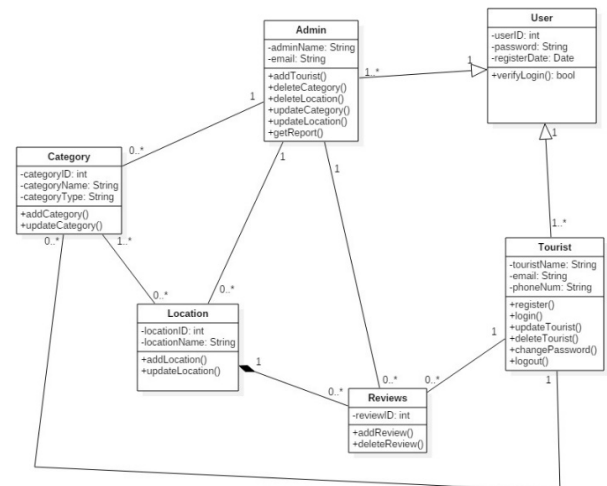 User
-userID: int
-password: String
-registerDate: Date
+verifyLogin(): bool
Admin
-adminName: String
-email: String
+addTourist()
+deleteCategory()
+deleteLocation()
+updateCategory()
+updateLocation()
+getReport()
1
1..*
1
1
1
1
0..*
Category
-categoryID: int
-categoryName: String
-categoryType: String
+addCategory()
+updateCategory()
0..*
1..*
1..*
Tourist
-touristName: String
-email: String
-phoneNum: String
+register()
+login()
+updateTourist()
+deleteTourist()
+changePassword()
+logout()
1
1
0..*
0..*
Location
-locationID: int
-locationName: String
+addLocation()
+updateLocation()
1
0..*
0..*
0..*
Reviews
-reviewID: int
+addReview()
+deleteReview()